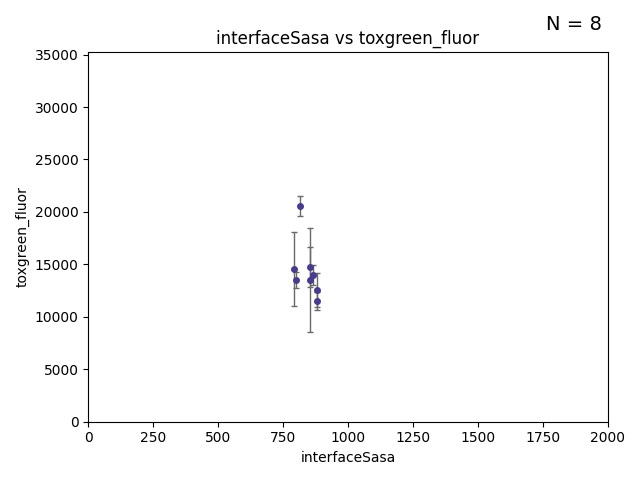 N = 8
interfaceSasa vs toxgreen_fluor
35000
30000
25000
20000
15000
10000
5000
0
toxgreen_fluor
0 250 500 750 1000 1250 1500 1750 2000
interfaceSasa